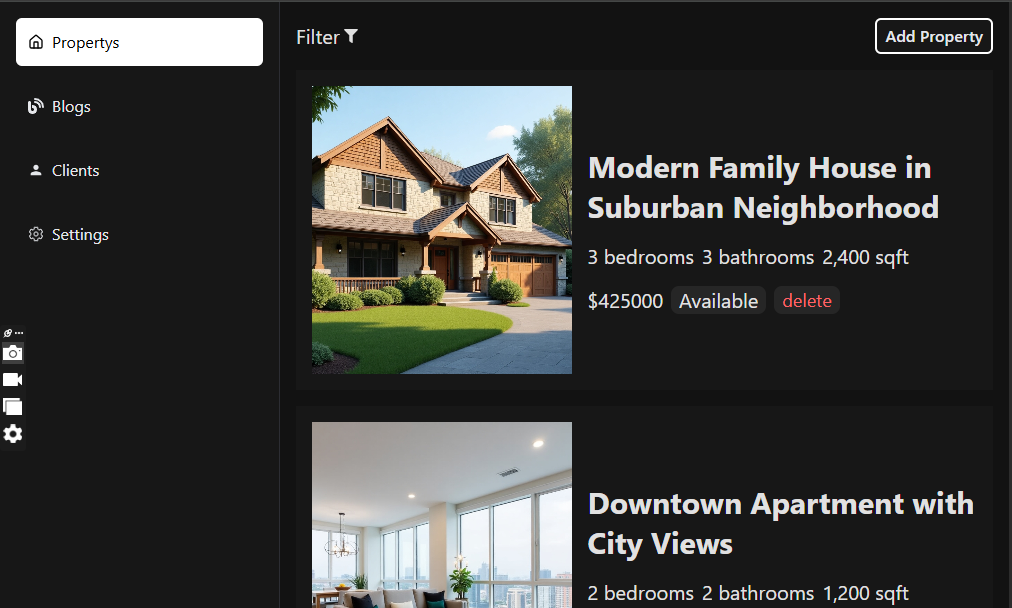 Propertys
Blogs
Clients
Settings
Filter
Add Property
Modern Family House in
Suburban Neighborhood
3 bedrooms 3 bathrooms 2,400 sqft
$425000 Available delete
Downtown Apartment with
City Views
2 bedrooms 2 bathrooms 1,200 sqft